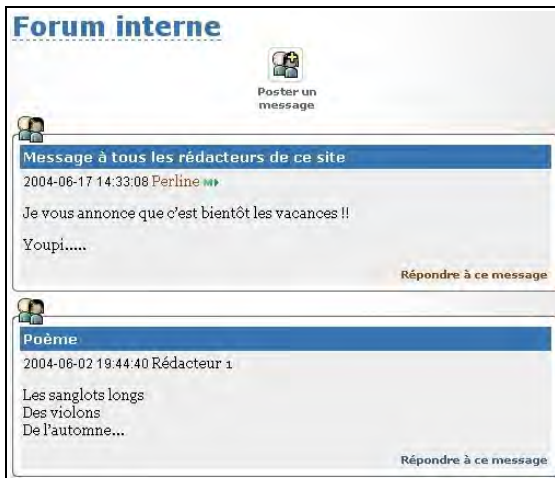 Forum interne
Poster un
message
Message à tous les rédacteurs de ce site
2004-06-17 14:33:08 Perline
Je vous annonce que c'est bientôt les vacances !!
Youpi.....
Répondre à ce message
Poème
2004-06-02 19:44:40 Rédacteur 1
Les sanglots longs
Des violons
De l'automne...
Répondre à ce message